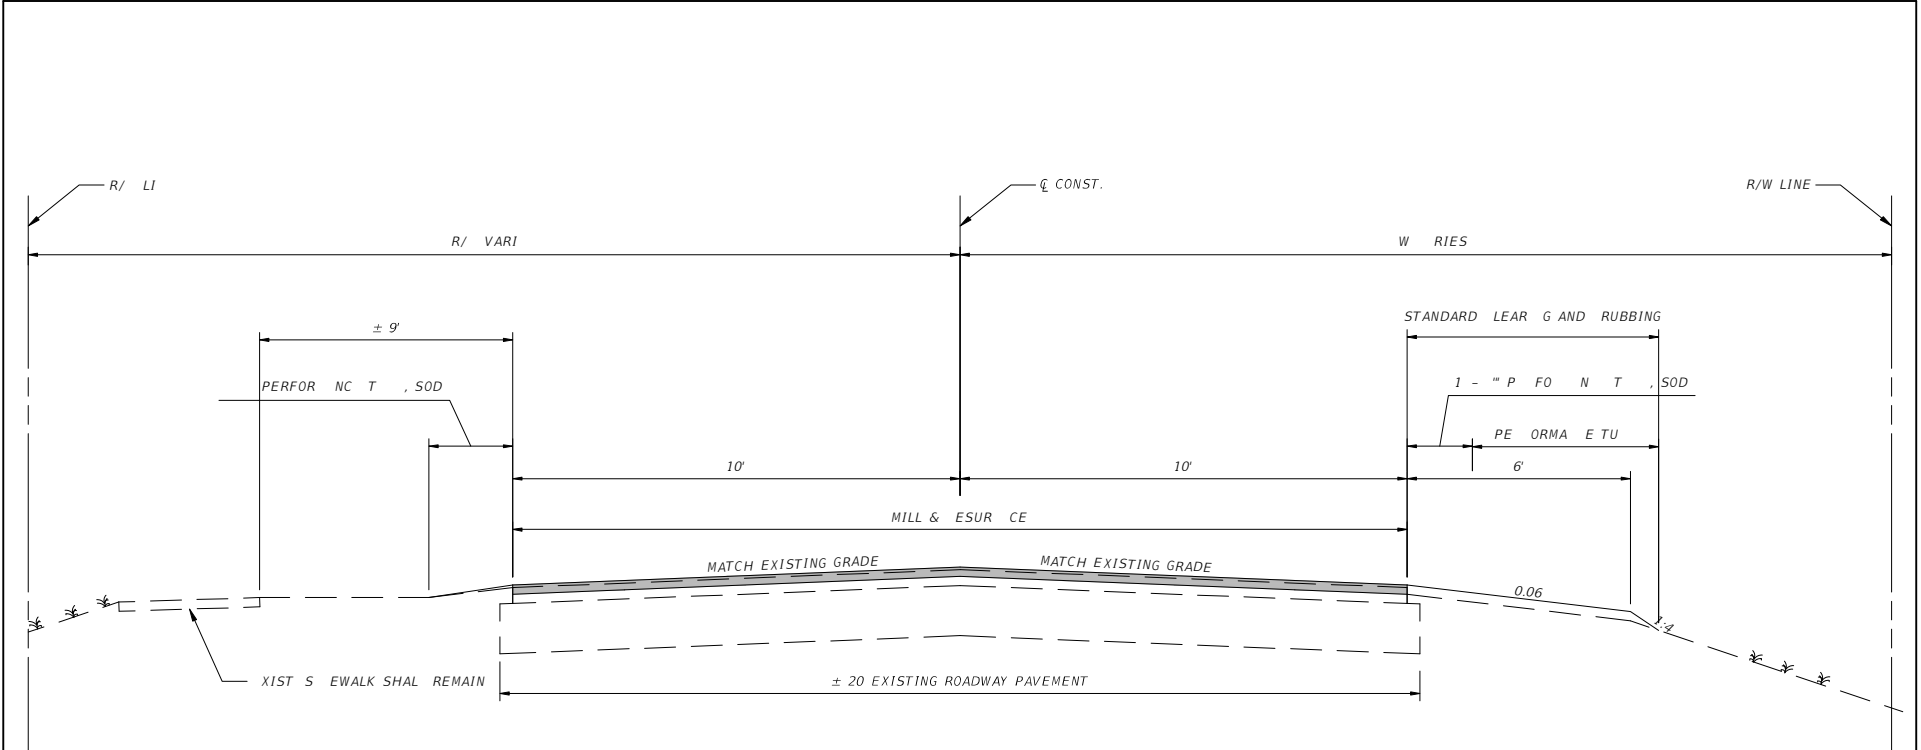 R/ LI
℄ CONST.
R/W LINE
R/ VARI
W RIES
STANDARD LEAR G AND RUBBING
± 9'
PERFOR NC T , SOD
1 - "' P FO N T , SOD
PE ORMA E TU
10'
10'
6'
MILL & ESUR CE
MATCH EXISTING GRADE
MATCH EXISTING GRADE
0.06
1:4
XIST S EWALK SHAL REMAIN
± 20 EXISTING ROADWAY PAVEMENT